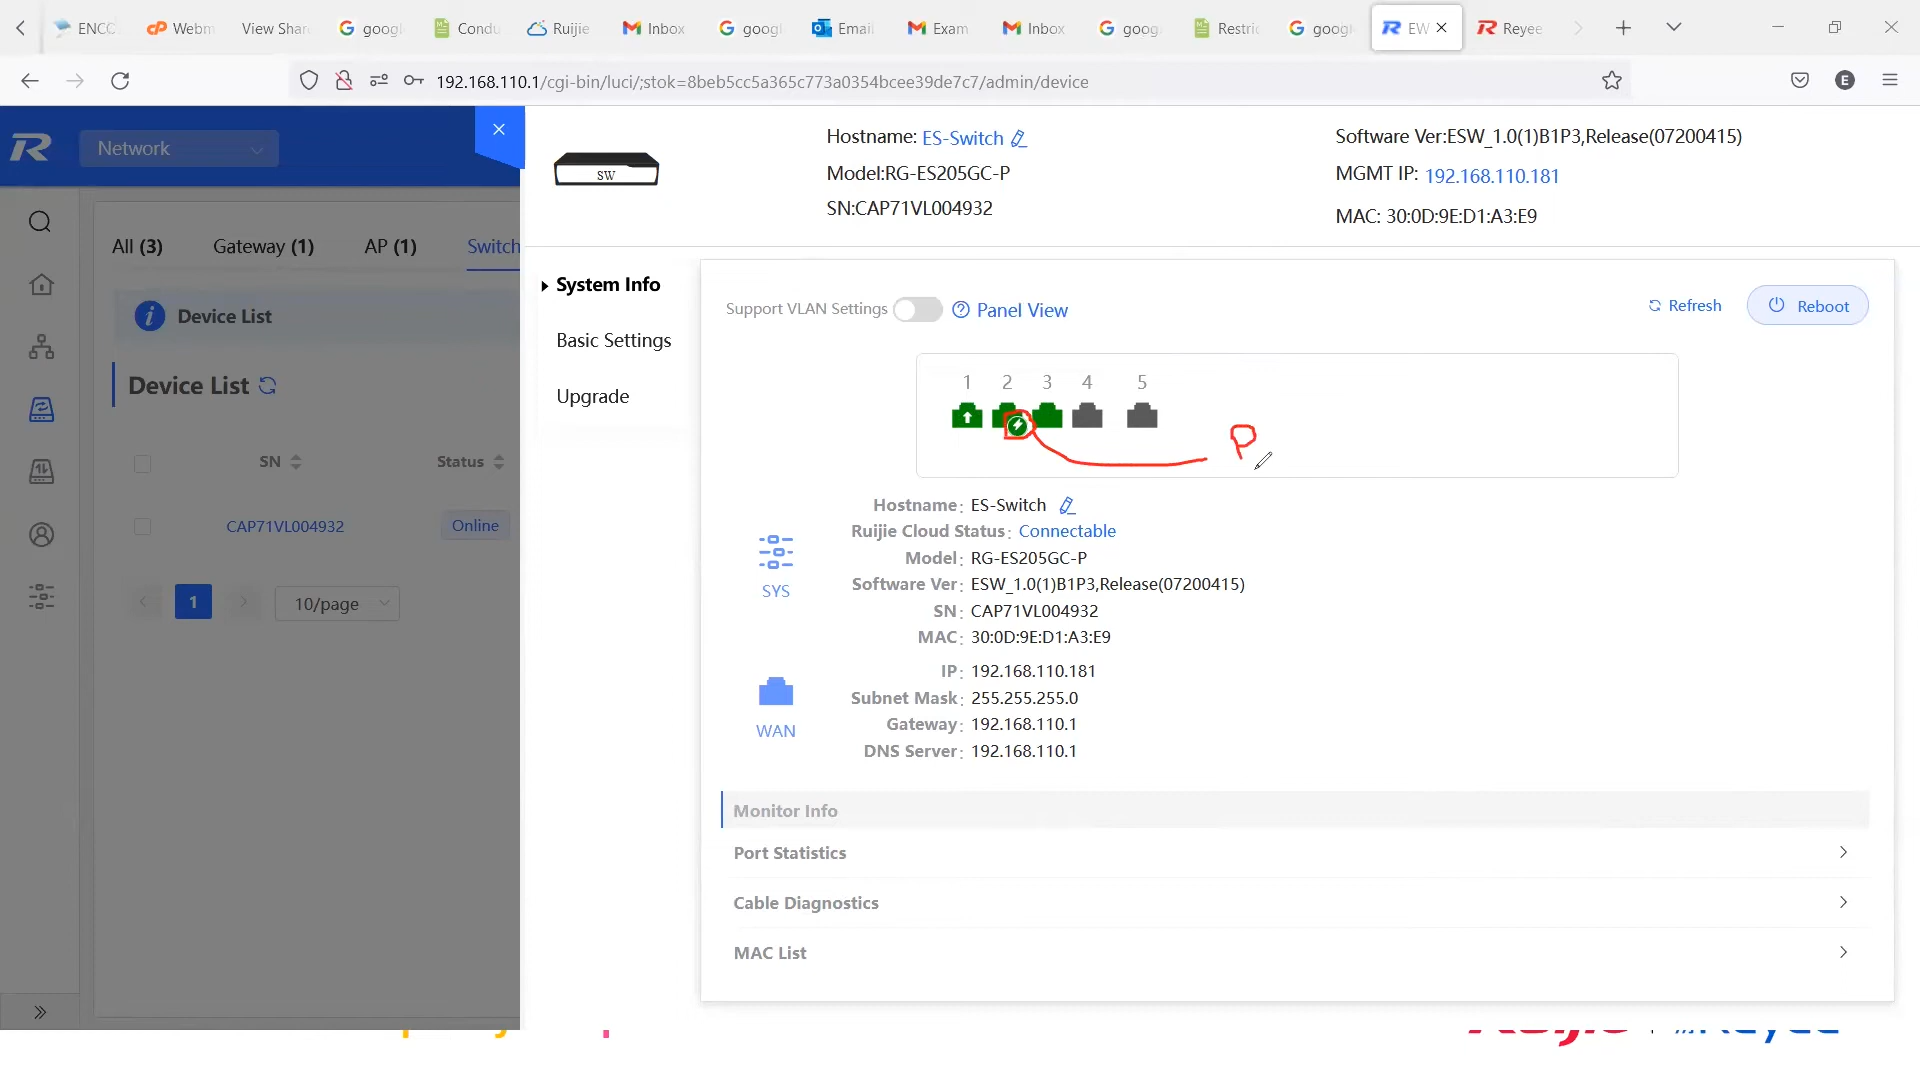 ENCO
Webm
View Shar
googl
Condu
Ruijie
Inbox
googl
Email
Exam
Inbox
goog
Restric
googl
EW
Reyee
192.168.110.1/cgi-bin/luci/;stok=8beb5cc5a365c773a0354bcee39de7c7/admin/device
E
Network
SW
Hostname: ES-Switch
Model:RG-ES205GC-P
SN:CAP71VL004932
Software Ver:ESW_1.0(1)B1P3,Release(07200415)
MGMT IP: 192.168.110.181
MAC: 30:0D:9E:D1:A3:E9
All (3)
Gateway (1)
AP (1)
Switch
Device List
Device List
SN
Status
CAP71VL004932
Online
1
10/page
System Info
Basic Settings
Upgrade
Support VLAN Settings
Panel View
Refresh
Reboot
1 2 3 4 5
P
SYS
Hostname: ES-Switch
Ruijie Cloud Status: Connectable
Model: RG-ES205GC-P
Software Ver: ESW_1.0(1)B1P3,Release(07200415)
SN: CAP71VL004932
MAC: 30:0D:9E:D1:A3:E9
WAN
IP: 192.168.110.181
Subnet Mask: 255.255.255.0
Gateway: 192.168.110.1
DNS Server: 192.168.110.1
Monitor Info
Port Statistics
Cable Diagnostics
MAC List